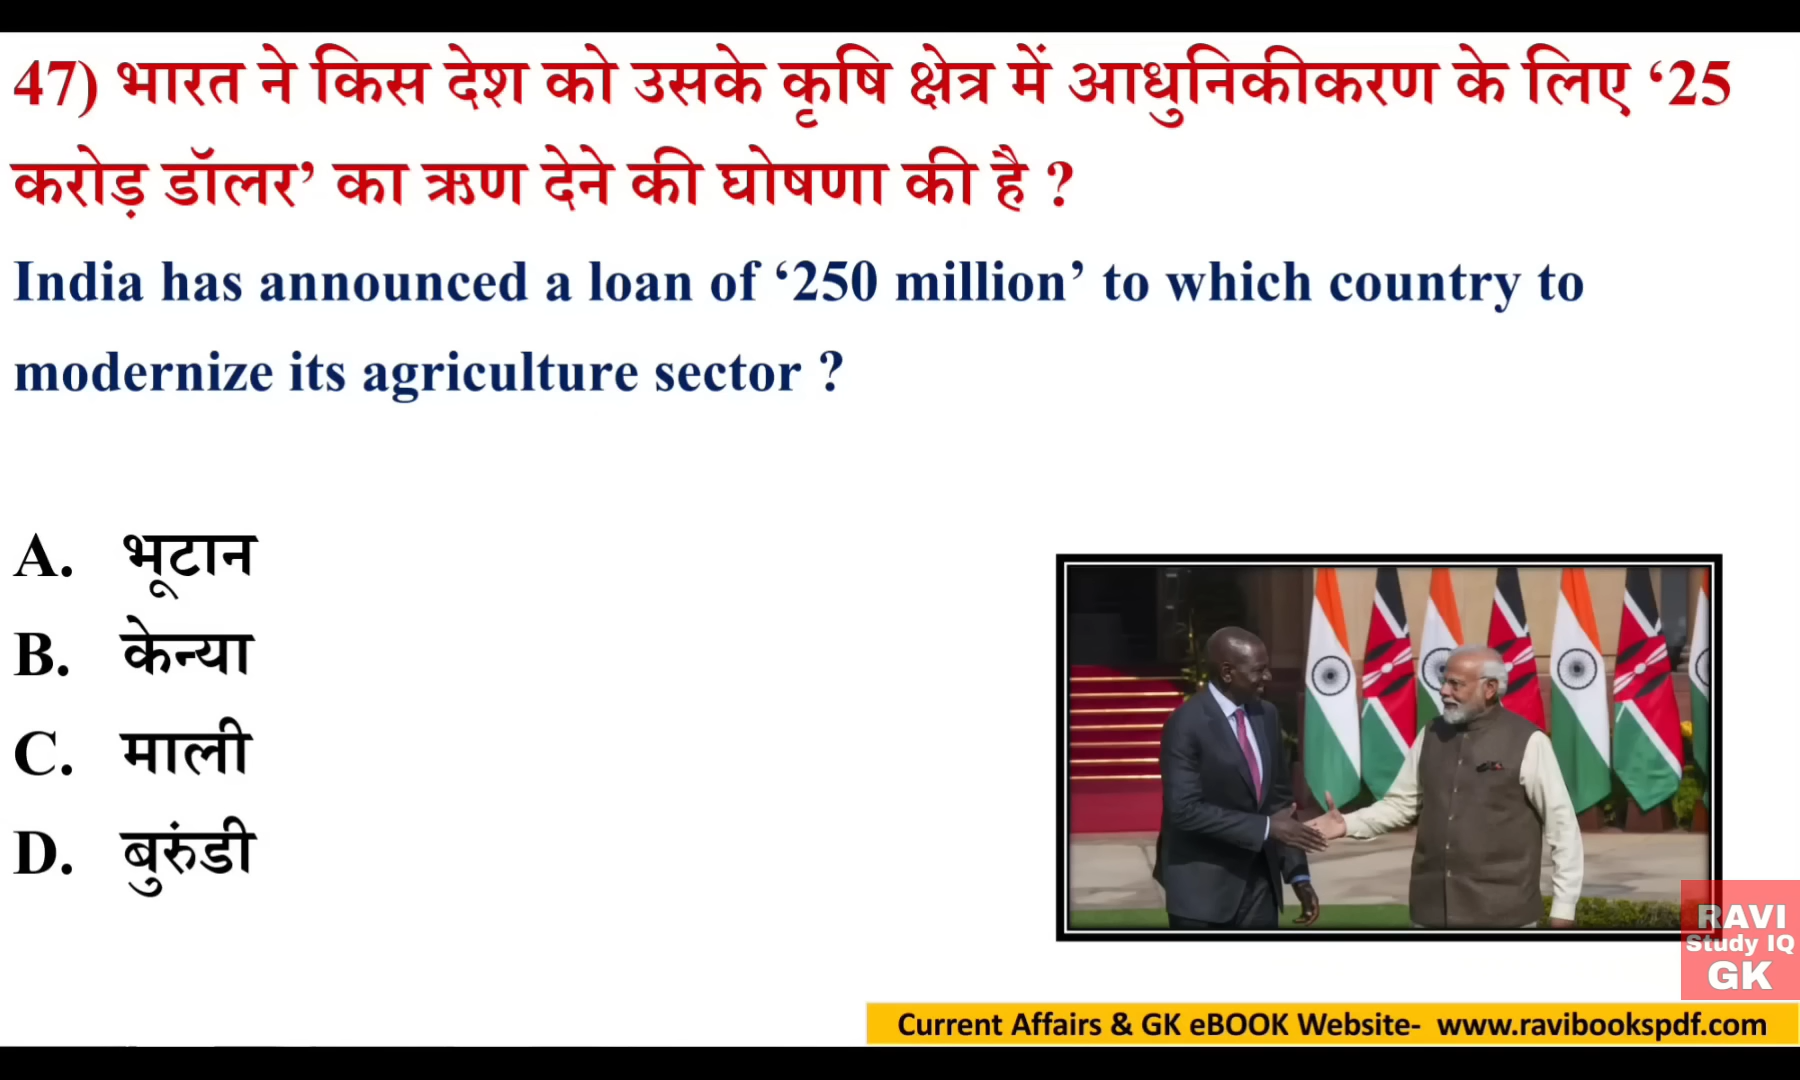 47) भारत ने किस देश को उसके कृषि क्षेत्र में आधुनिकीकरण के लिए ‘25
करोड़ डॉलर’ का ऋण देने की घोषणा की है ?
India has announced a loan of ‘250 million’ to which country to
modernize its agriculture sector ?
A. भूटान
B. केन्या
C. माली
D. बुरुंडी
RAVI
Study IQ
GK
Current Affairs & GK eBOOK Website- www.ravibookspdf.com